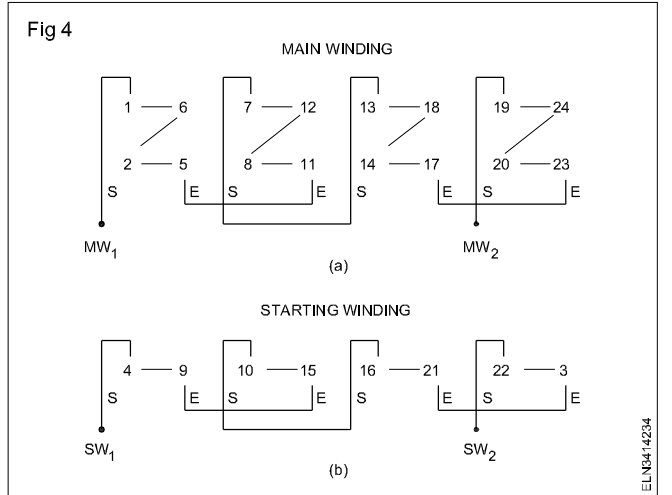 Fig 4
MAIN WINDING
1 6 7 12 13 18 19 24
2 5 8 11 14 17 20 23
S E S E S E S E
MW1 MW2
(a)
STARTING WINDING
4 9 10 15 16 21 22 3
S E S E S E S E
SW1 SW2
(b)
ELN3414234